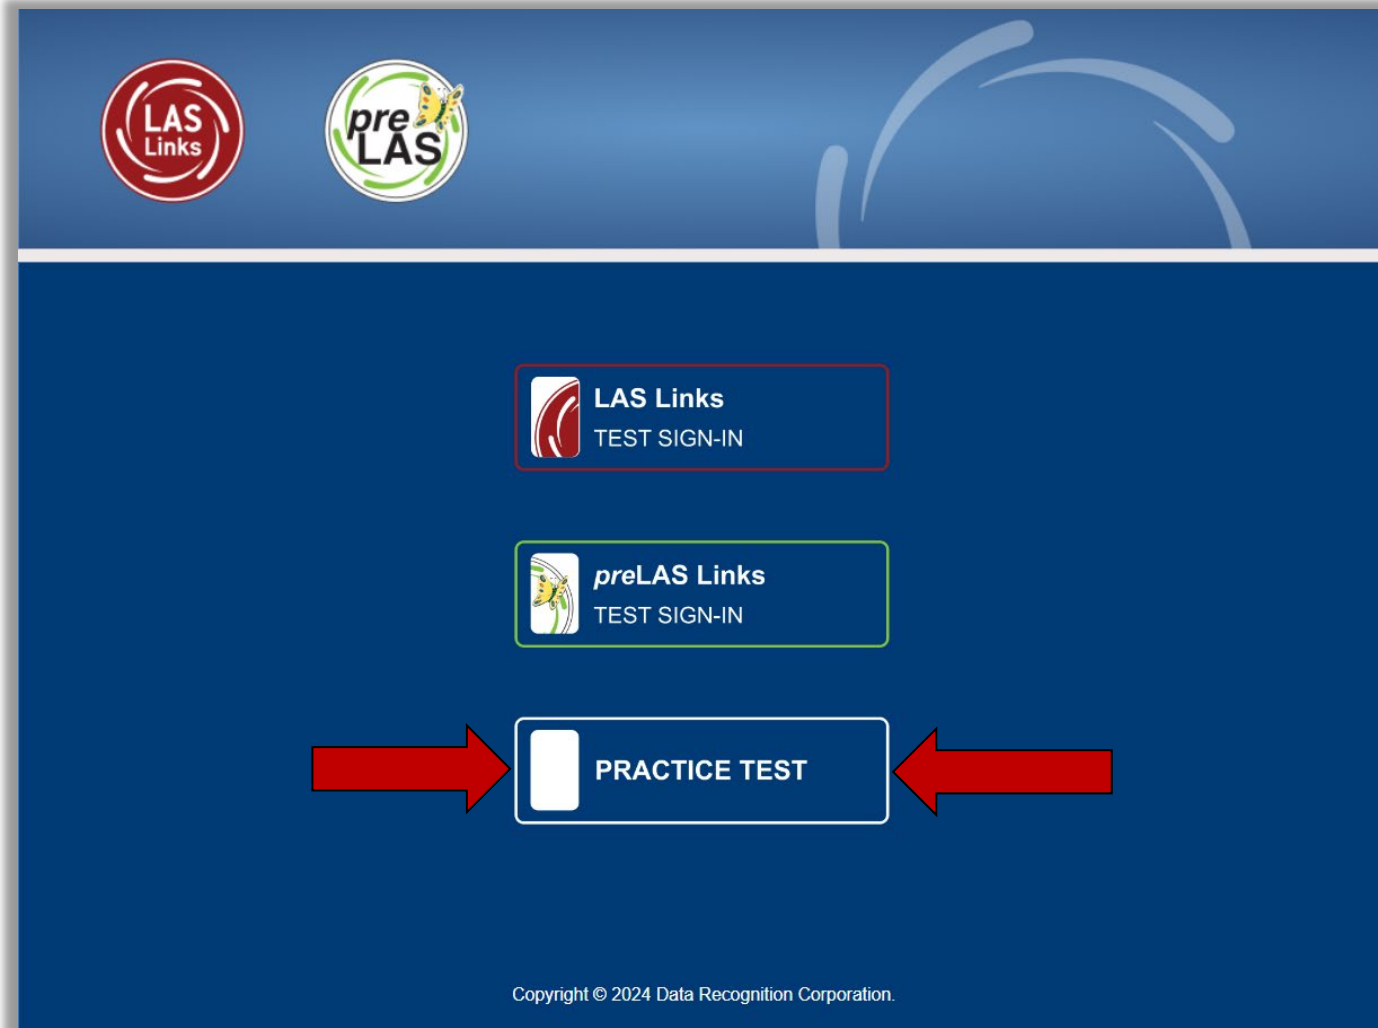 LAS
Links
pre
LAS
LAS Links
TEST SIGN-IN
preLAS Links
TEST SIGN-IN
PRACTICE TEST
Copyright © 2024 Data Recognition Corporation.